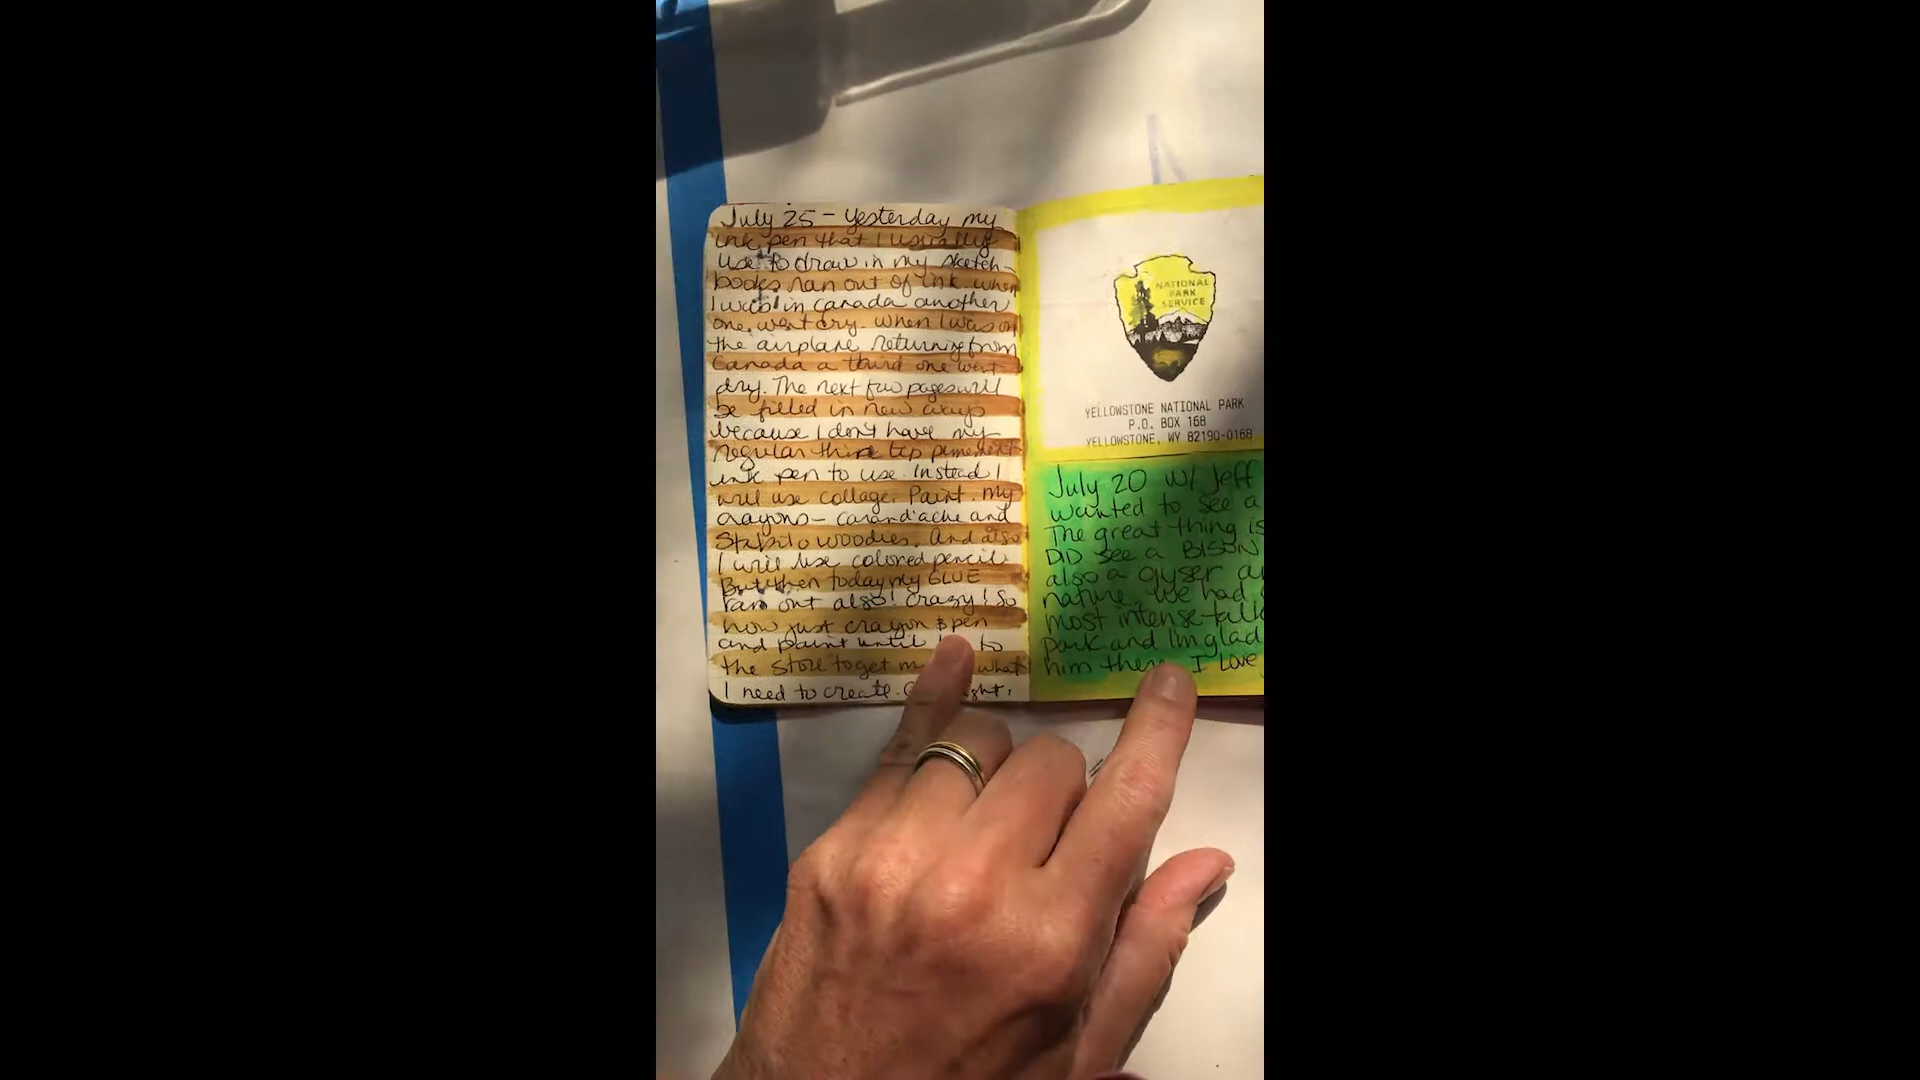 July 25 - Yesterday my
ink pen that I usually
use to draw in my sketch
books ran out of ink. when
I was in canada another
one went dry. when I was on
the airplane returning from
Canada a third one went
dry. The next few pages will
be filled in new ways
because I don't have my
regular thin tip
ink pen to use. Instead I
will use collage. Paint. my
crayons - carand'ache and
Stabilo woodies. And also
I will use colored pencil.
But then today my GLUE
ran out also! Crazy! So
now just crayon & pen
and paint until to
the store to get what
I need to create.
NATIONAL
PARK
SERVICE
YELLOWSTONE NATIONAL PARK
P.O. BOX 168
YELLOWSTONE, WY 82190-0168
July 20 w/ Jeff
wanted to see a
The great thing is
DID see a BISON
also a gyser
nature. we had
most intense talk
park and I'm glad
him there I Love